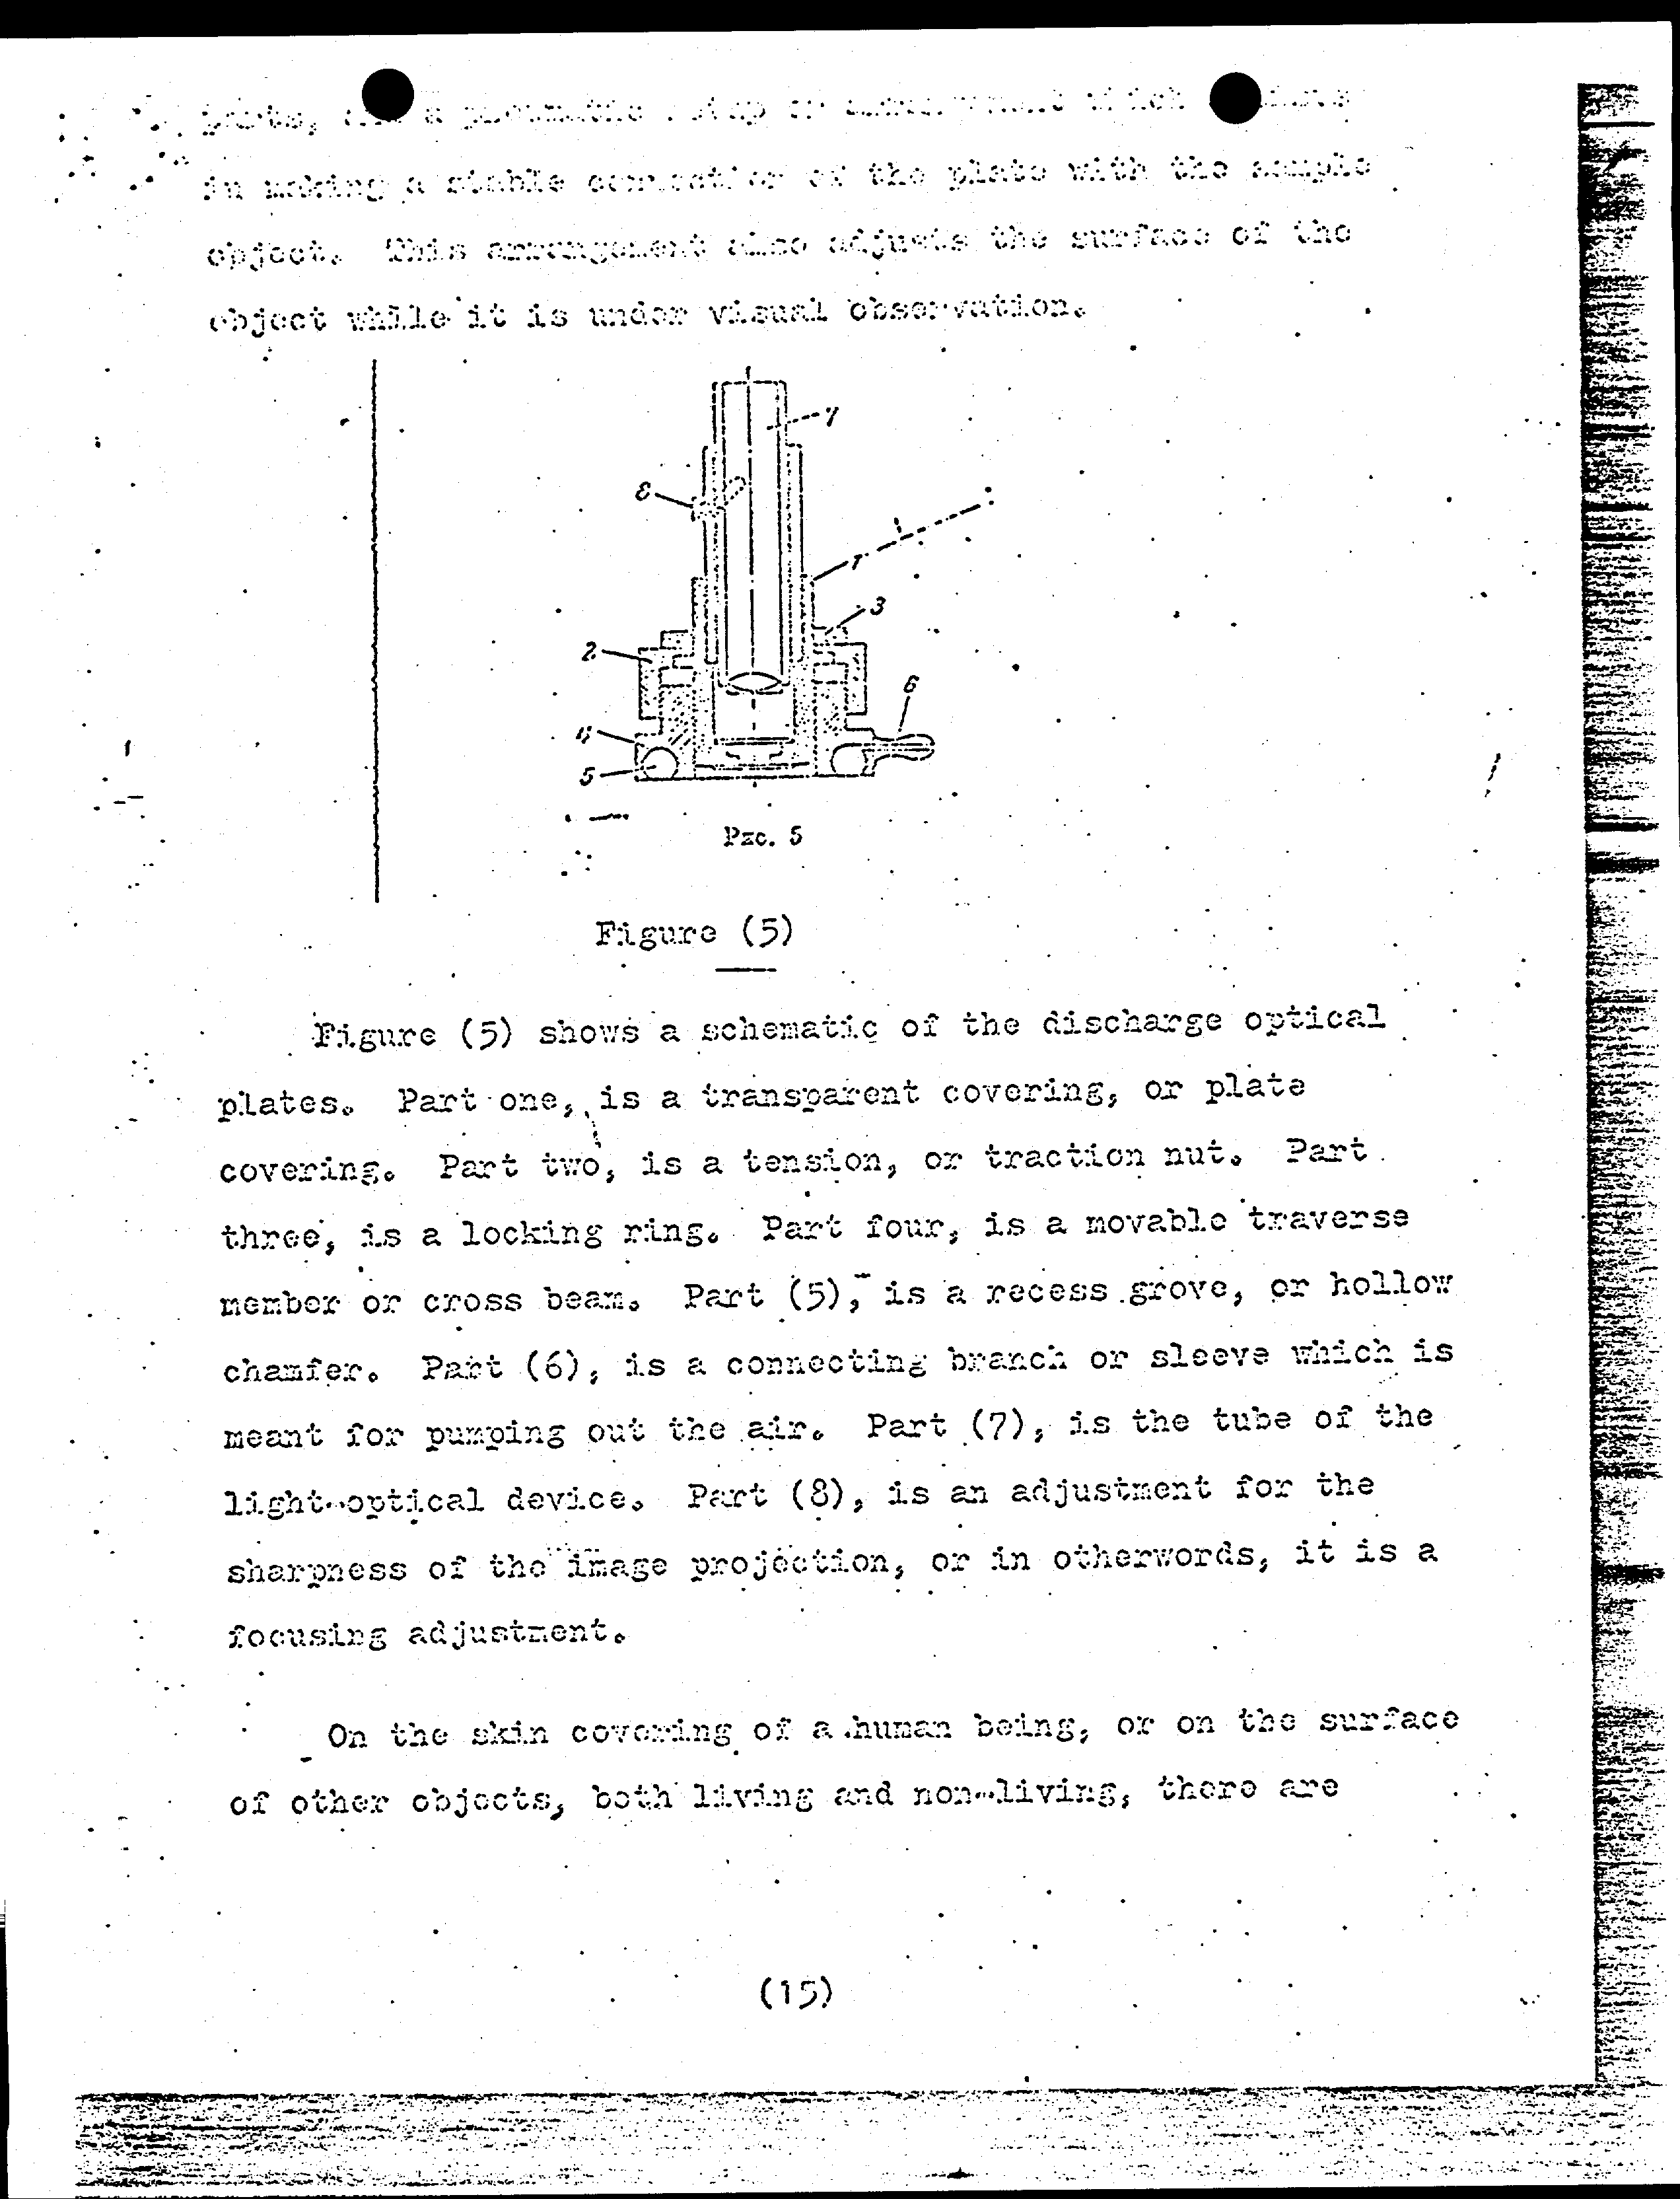 in making a stable connection of the plate with the sample
object. This arrangement also adjusts the surface of the
object while it is under visual observation.
7
8
1
1
3
2
6
4
5
Рис. 5
Figure (5)
Figure (5) shows a schematic of the discharge optical
plates. Part one, is a transparent covering, or plate
covering. Part two, is a tension, or traction nut. Part
three, is a locking ring. Part four, is a movable traverse
member or cross beam. Part (5), is a recess grove, or hollow
chamfer. Part (6), is a connecting branch or sleeve which is
meant for pumping out the air. Part (7), is the tube of the
light-optical device. Part (8), is an adjustment for the
sharpness of the image projection, or in otherwords, it is a
focusing adjustment.
On the skin covering of a human being, or on the surface
of other objects, both living and non-living, there are
(15)